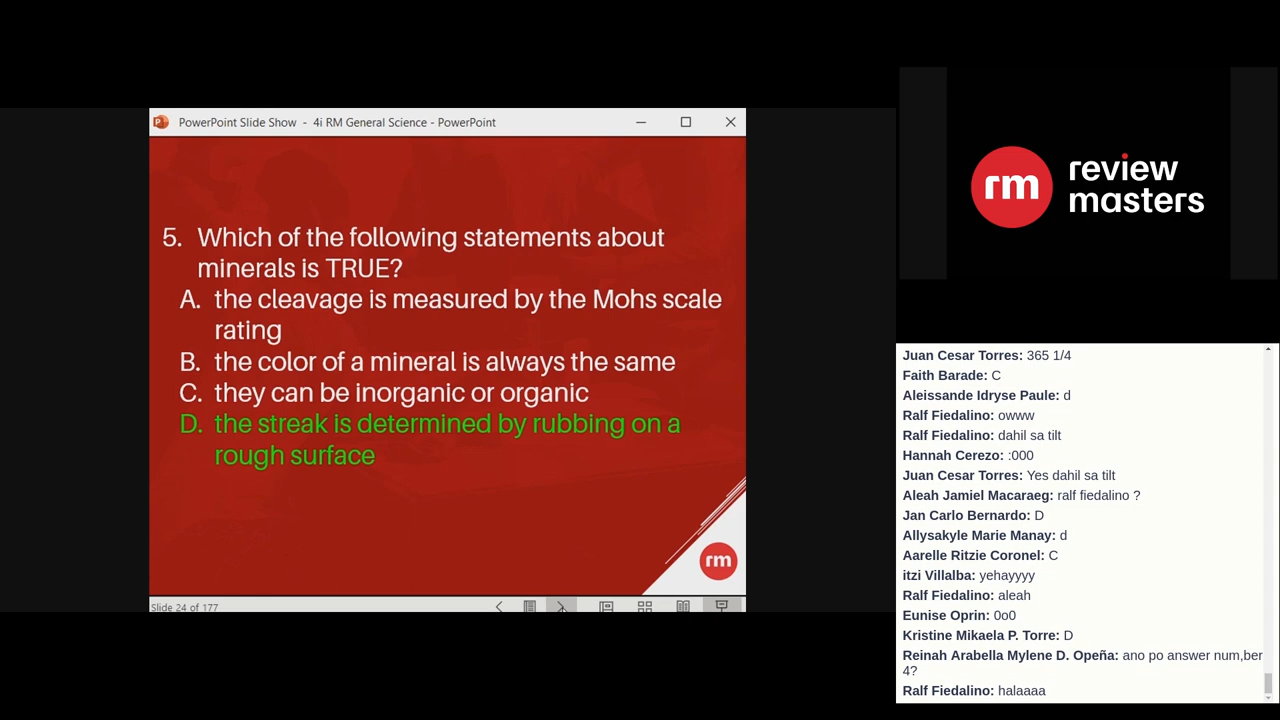 PowerPoint Slide Show - 4i RM General Science - PowerPoint
5. Which of the following statements about
minerals is TRUE?
A. the cleavage is measured by the Mohs scale
rating
B. the color of a mineral is always the same
C. they can be inorganic or organic
D. the streak is determined by rubbing on a
rough surface
rm
Slide 24 of 177
rm review
masters
Juan Cesar Torres: 365 1/4
Faith Barade: C
Aleissande Idryse Paule: d
Ralf Fiedalino: owww
Ralf Fiedalino: dahil sa tilt
Hannah Cerezo: :000
Juan Cesar Torres: Yes dahil sa tilt
Aleah Jamiel Macaraeg: ralf fiedalino ?
Jan Carlo Bernardo: D
Allysakyle Marie Manay: d
Aarelle Ritzie Coronel: C
itzi Villalba: yehayyyy
Ralf Fiedalino: aleah
Eunise Oprin: 0o0
Kristine Mikaela P. Torre: D
Reinah Arabella Mylene D. Opeña: ano po answer num,ber
4?
Ralf Fiedalino: halaaaa